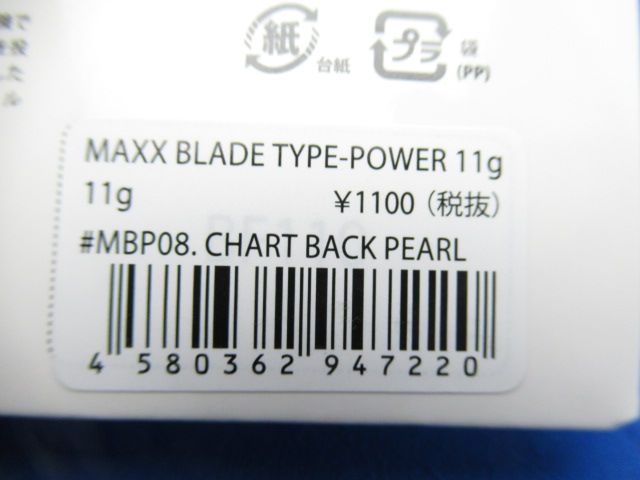 紙
台紙
プラ
袋
(PP)
MAXX BLADE TYPE-POWER 11g
11g ¥1100 (税抜)
#MBP08. CHART BACK PEARL
4 580362 947220